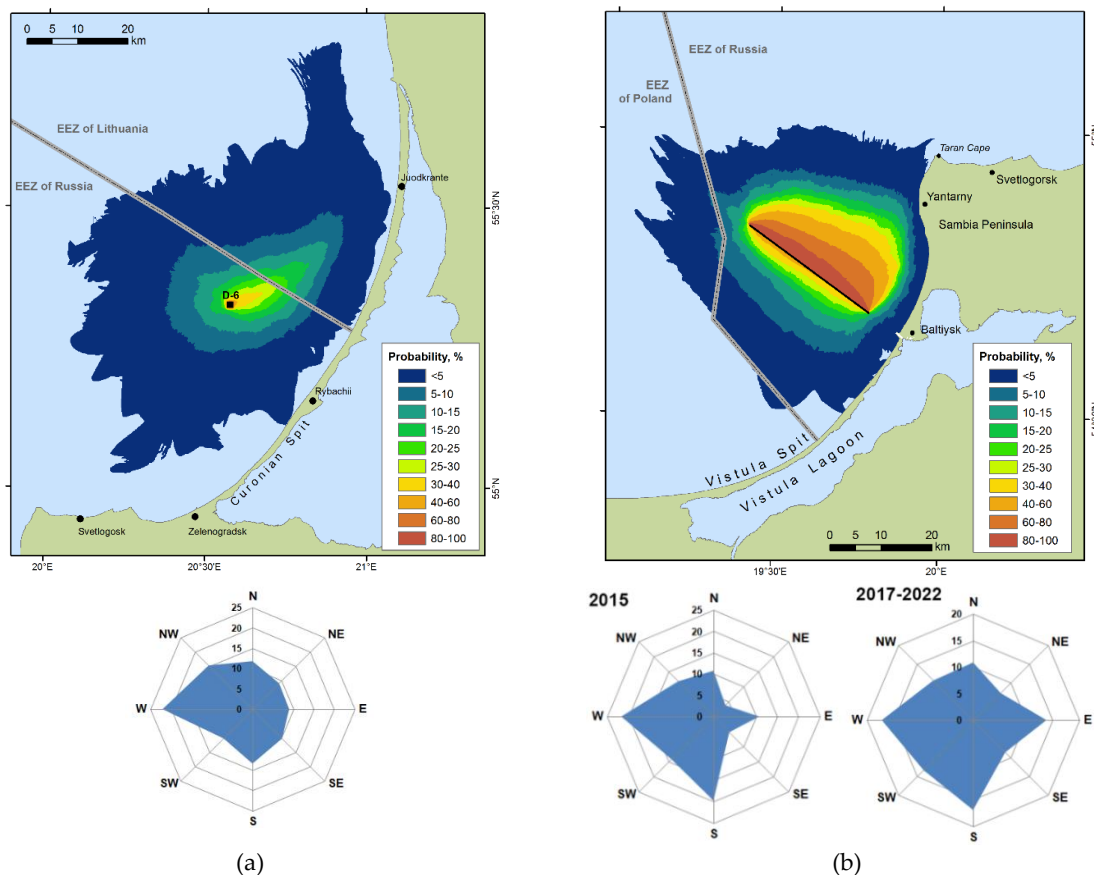 0 5 10 20
km
EEZ of Lithuania
EEZ of Russia
Juodkrante
D-6
Rybachii
Curonian Spit
Svetlogosk
Zelenogradsk
55°30'N
55°N
20°E
20°30'E
21°E
Probability, %
<5
5-10
10-15
15-20
20-25
25-30
30-40
40-60
60-80
80-100
N
NE
E
SE
S
SW
W
NW
25
20
15
10
5
0
(a)
EEZ of Russia
EEZ
of Poland
Taran Cape
Svetlogorsk
Yantarny
Sambia Peninsula
Baltiysk
Vistula Spit
Vistula Lagoon
55°
Probability, %
<5
5-10
10-15
15-20
20-25
25-30
30-40
40-60
60-80
80-100
0 5 10 20
km
19°30'E
20°E
2015
N
NE
E
SE
S
SW
W
NW
25
20
15
10
5
0
2017-2022
N
NE
E
SE
S
SW
W
NW
20
15
10
5
0
(b)